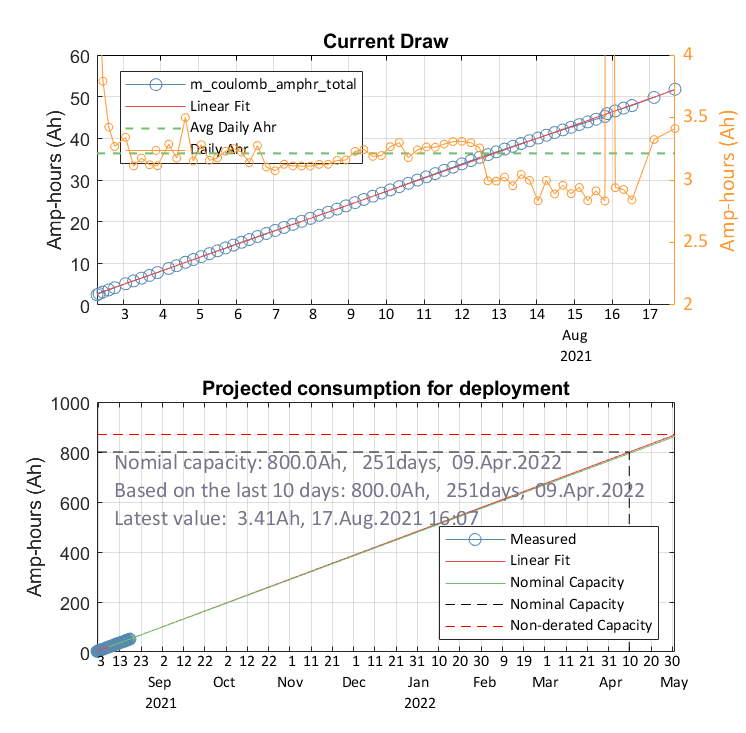 Current Draw
60
50
40
30
20
10
0
Amp-hours (Ah)
m_coulomb_amphr_total
Linear Fit
Avg Daily Ahr
Daily Ahr
4
3.5
3
2.5
2
Amp-hours (Ah)
3 4 5 6 7 8 9 10 11 12 13 14 15 16 17
Aug
2021
Projected consumption for deployment
1000
800
600
400
200
0
Amp-hours (Ah)
Nomial capacity: 800.0Ah, 251days, 09.Apr.2022
Based on the last 10 days: 800.0Ah, 251days, 09.Apr.2022
Latest value: 3.41Ah, 17.Aug.2021 16:07
Measured
Linear Fit
Nominal Capacity
Nominal Capacity
Non-derated Capacity
3 13 23 2 12 22 2 12 22 1 11 21 1 11 21 31 10 20 30 9 19 1 11 21 31 10 20 30
Sep Oct Nov Dec Jan Feb Mar Apr May
2021 2022